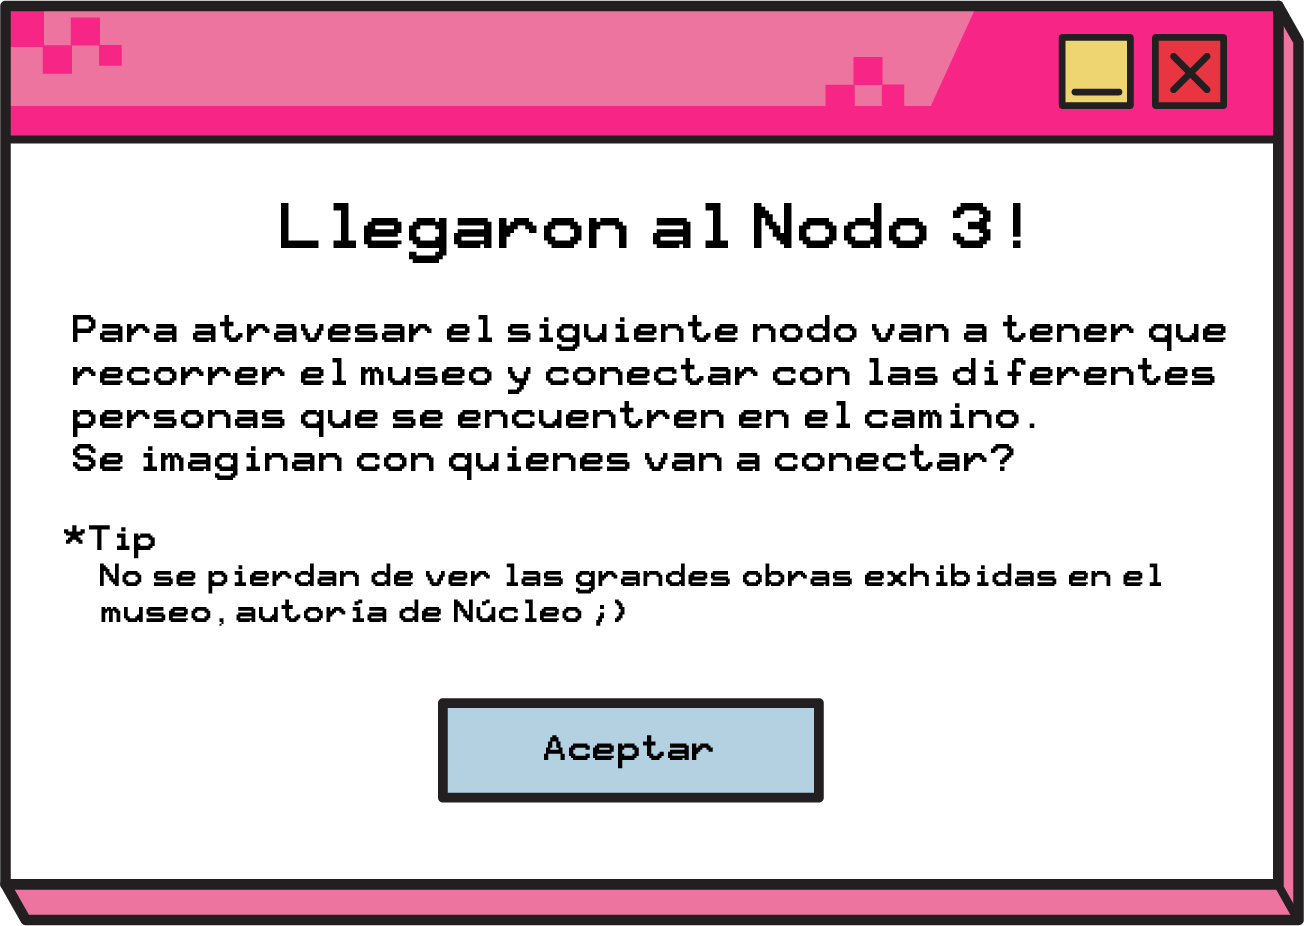 Llegaron al Nodo 3!
Para atravesar el siguiente nodo van a tener que
recorrer el museo y conectar con las diferentes
personas que se encuentren en el camino.
Se imaginan con quienes van a conectar?
*Tip
No se pierdan de ver las grandes obras exhibidas en el
museo, autoría de Núcleo ;)
Aceptar